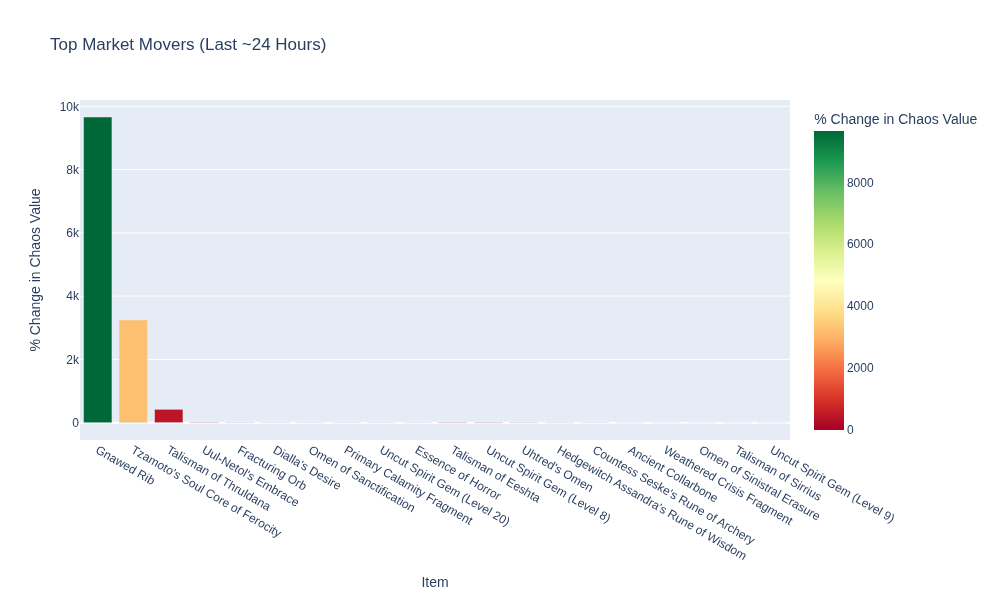 Top Market Movers (Last ~24 Hours)
% Change in Chaos Value
10k
8k
6k
4k
2k
0
% Change in Chaos Value
8000
6000
4000
2000
0
Gnawed Rib
Tzamoto's Soul Core of Ferocity
Talisman of Thruldana
Uul-Netol's Embrace
Fracturing Orb
Dialla's Desire
Omen of Sanctification
Primary Calamity Fragment
Uncut Spirit Gem (Level 20)
Essence of Horror
Talisman of Eeshta
Uncut Spirit Gem (Level 8)
Uhtred's Omen
Hedgewitch Assandra's Rune of Wisdom
Countess Seske's Rune of Archery
Ancient Collarbone
Weathered Crisis Fragment
Omen of Sinistral Erasure
Talisman of Sirrius
Uncut Spirit Gem (Level 9)
Item